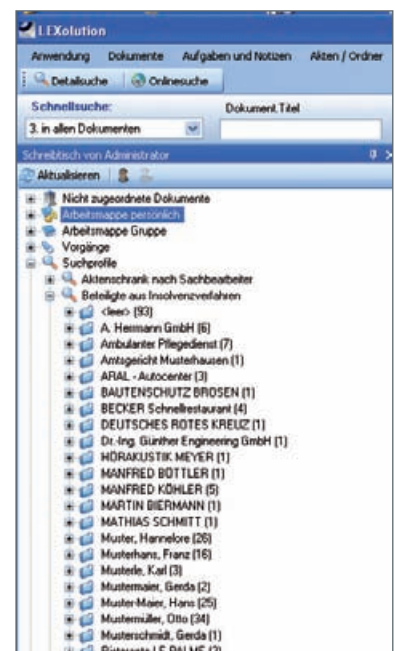 LEXolution
Anwendung Dokumente Aufgaben und Notizen Akten / Ordner
Detailsuche Onlinesuche
Schnellsuche: Dokument.Titel
3. in allen Dokumenten
Schreibtisch von Administrator
Aktualisieren
Nicht zugeordnete Dokumente
Arbeitsmappe persönlich
Arbeitsmappe Gruppe
Vorgänge
Suchprofile
Aktenschrank nach Sachbearbeiter
Beteiligte aus Insolvenzverfahren
<leer> (93)
A. Hermann GmbH (6)
Ambulanter Pflegedienst (7)
Amtsgericht Musterhausen (1)
ARAL - Autocenter (3)
BAUTENSCHUTZ BROSEN (1)
BECKER Schnellrestaurant (4)
DEUTSCHES ROTES KREUZ (1)
Dr.-Ing. Günther Engineering GmbH (1)
HÖRAKUSTIK MEYER (1)
MANFRED BOTTLER (1)
MANFRED KÖHLER (5)
MARTIN BIERMANN (1)
MATHIAS SCHMITT (1)
Muster, Hannelore (26)
Musterhans, Franz (16)
Musterle, Karl (3)
Mustermaier, Gerda (2)
Muster-Maier, Hans (25)
Mustermüller, Otto (34)
Musterschmidt, Gerda (1)